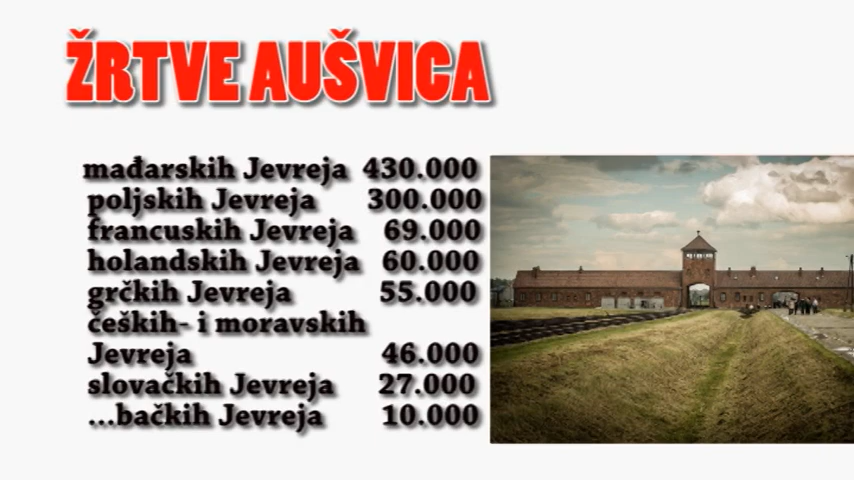 ŽRTVE AUŠVICA
mađarskih Jevreja 430.000
poljskih Jevreja 300.000
francuskih Jevreja 69.000
holandskih Jevreja 60.000
grčkih Jevreja 55.000
čeških- i moravskih
Jevreja 46.000
slovačkih Jevreja 27.000
...bačkih Jevreja 10.000